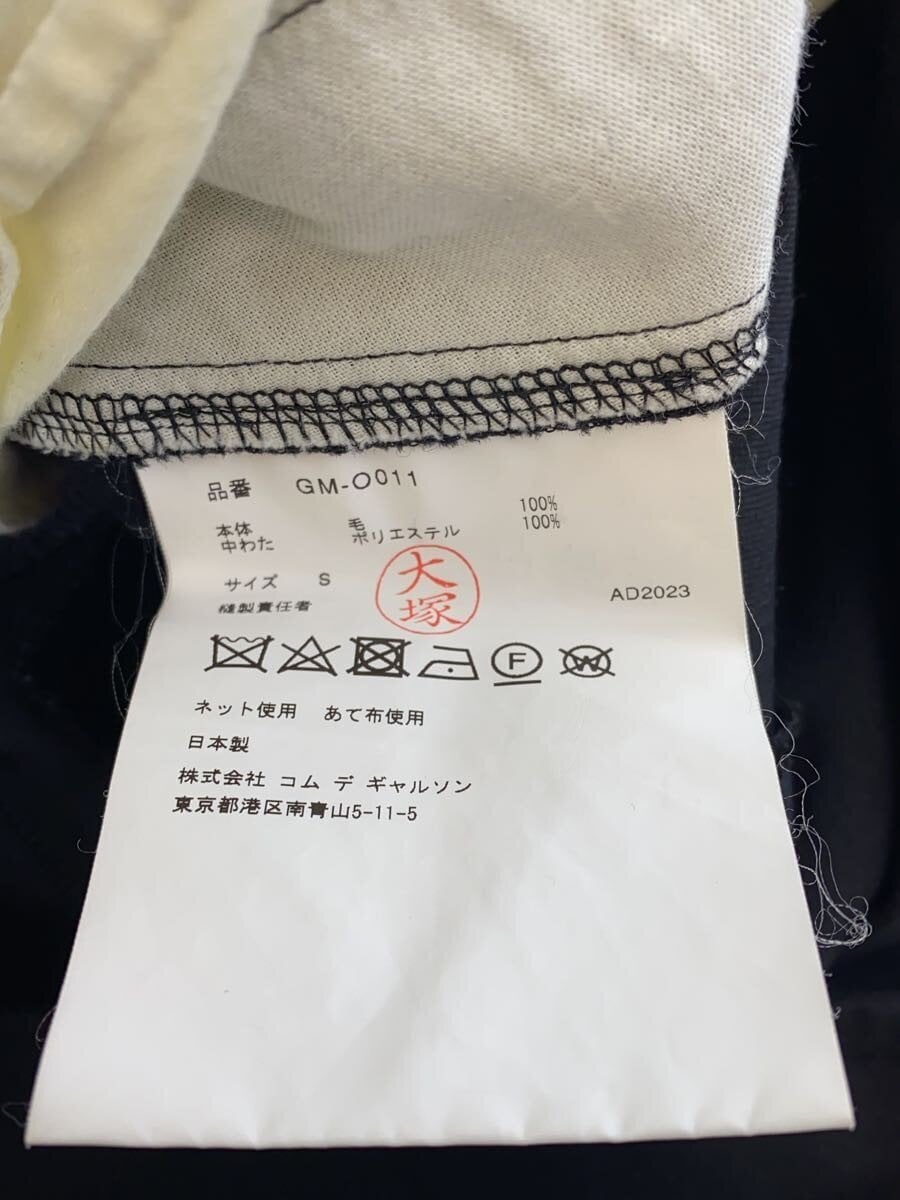 品番 GM-O011
本体 毛 100%
中わた ポリエステル 100%
サイズ S
大塚
AD2023
縫製責任者
F
W
ネット使用 あて布使用
日本製
株式会社 コム デ ギャルソン
東京都港区南青山5-11-5